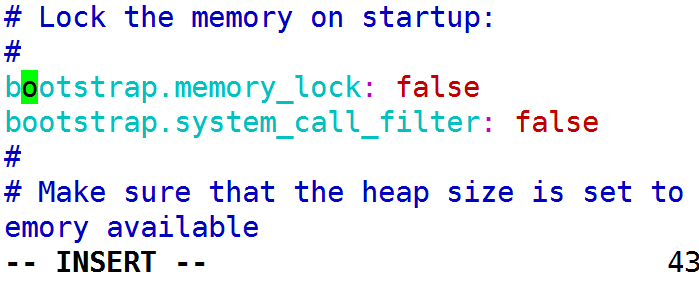 # Lock the memory on startup:
#
bootstrap.memory_lock: false
bootstrap.system_call_filter: false
#
# Make sure that the heap size is set to
emory available
-- INSERT -- 43